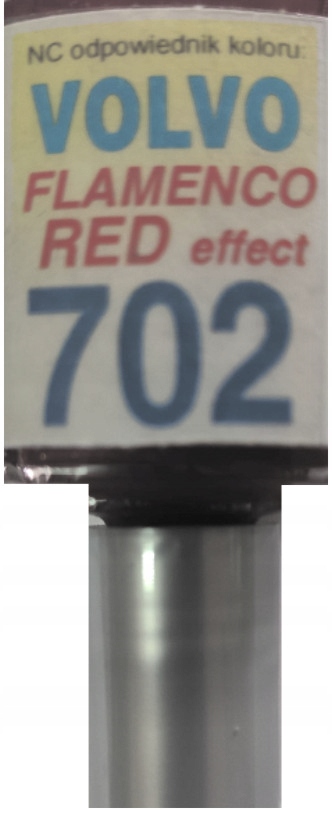 NC odpowiednik koloru:
VOLVO
FLAMENCO
RED effect
702